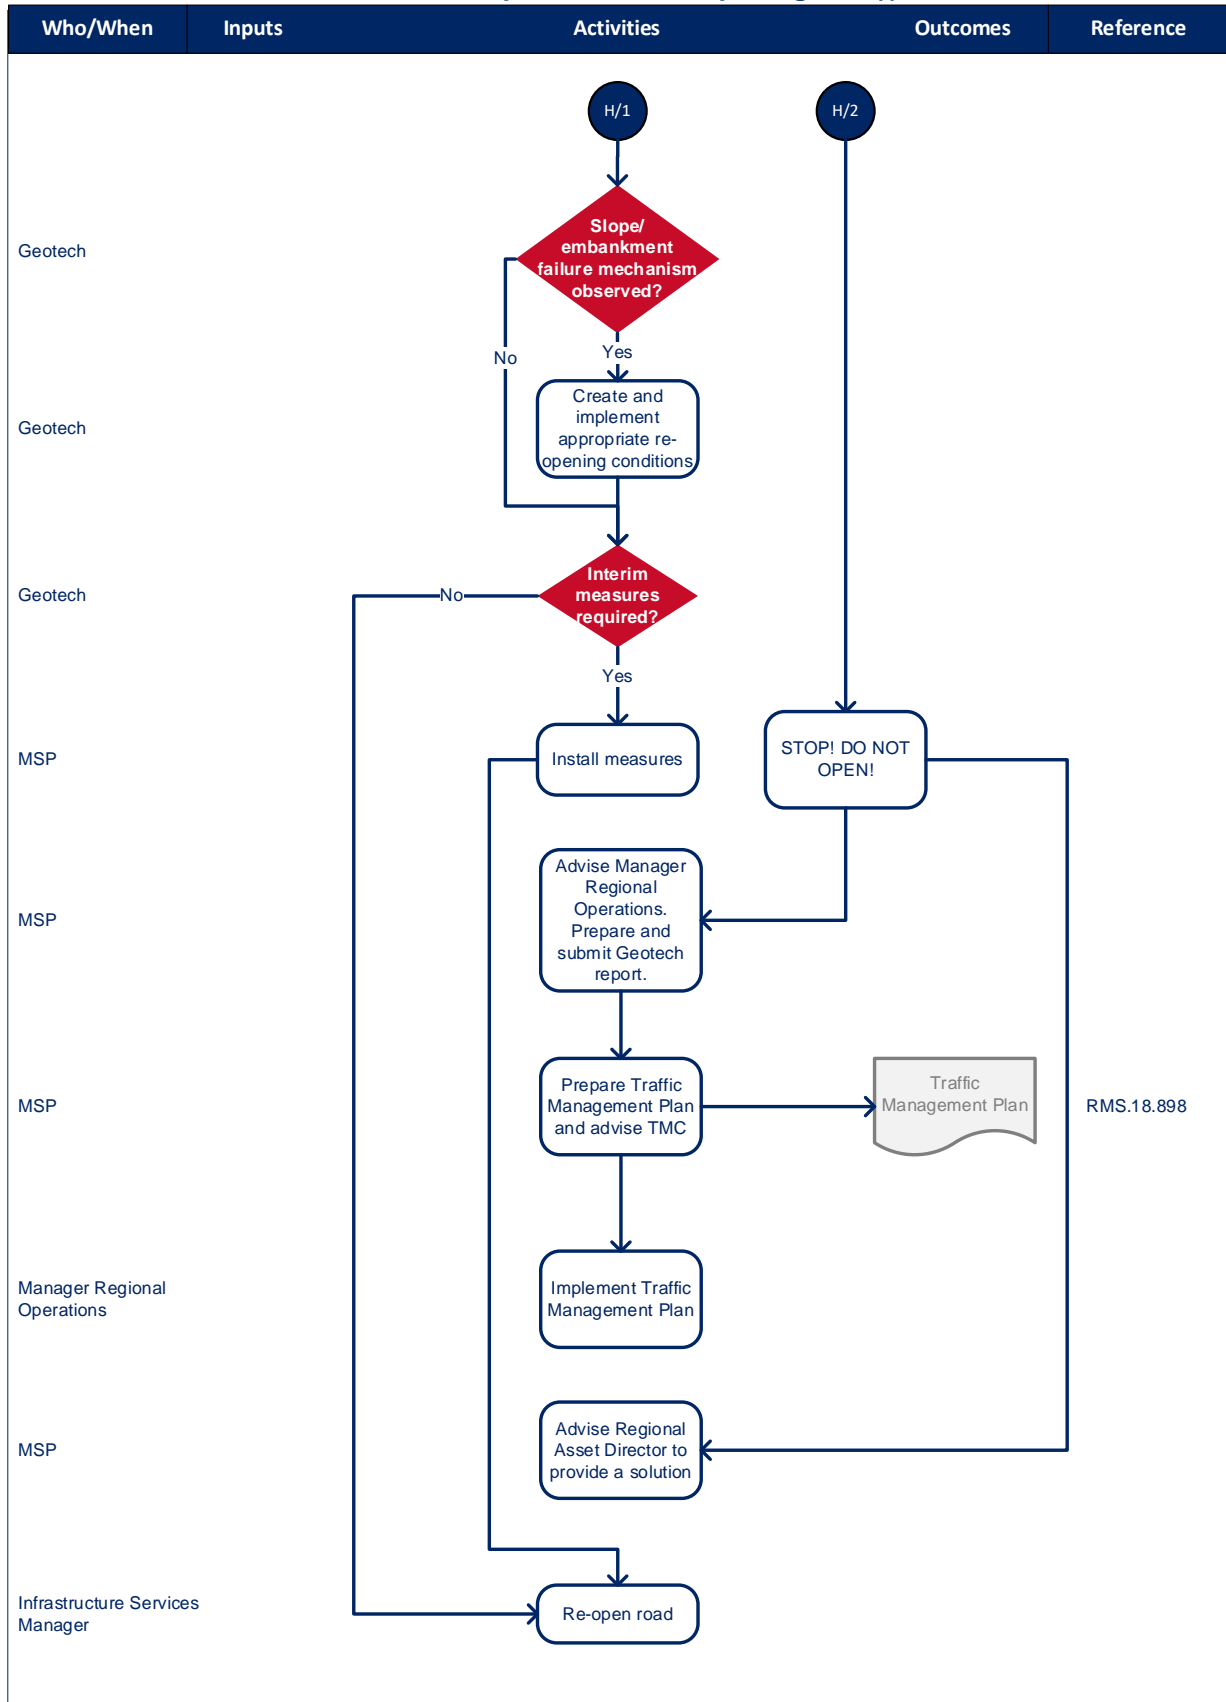 Who/When Inputs Activities Outcomes Reference
H/1
H/2
Geotech
Slope/
embankment
failure mechanism
observed?
No
Yes
Geotech
Create and
implement
appropriate re-
opening conditions
Geotech
Interim
measures
required?
No
Yes
MSP
Install measures
STOP! DO NOT
OPEN!
MSP
Advise Manager
Regional
Operations.
Prepare and
submit Geotech
report.
MSP
Prepare Traffic
Management Plan
and advise TMC
Traffic
Management Plan
RMS.18.898
Manager Regional
Operations
Implement Traffic
Management Plan
MSP
Advise Regional
Asset Director to
provide a solution
Infrastructure Services
Manager
Re-open road